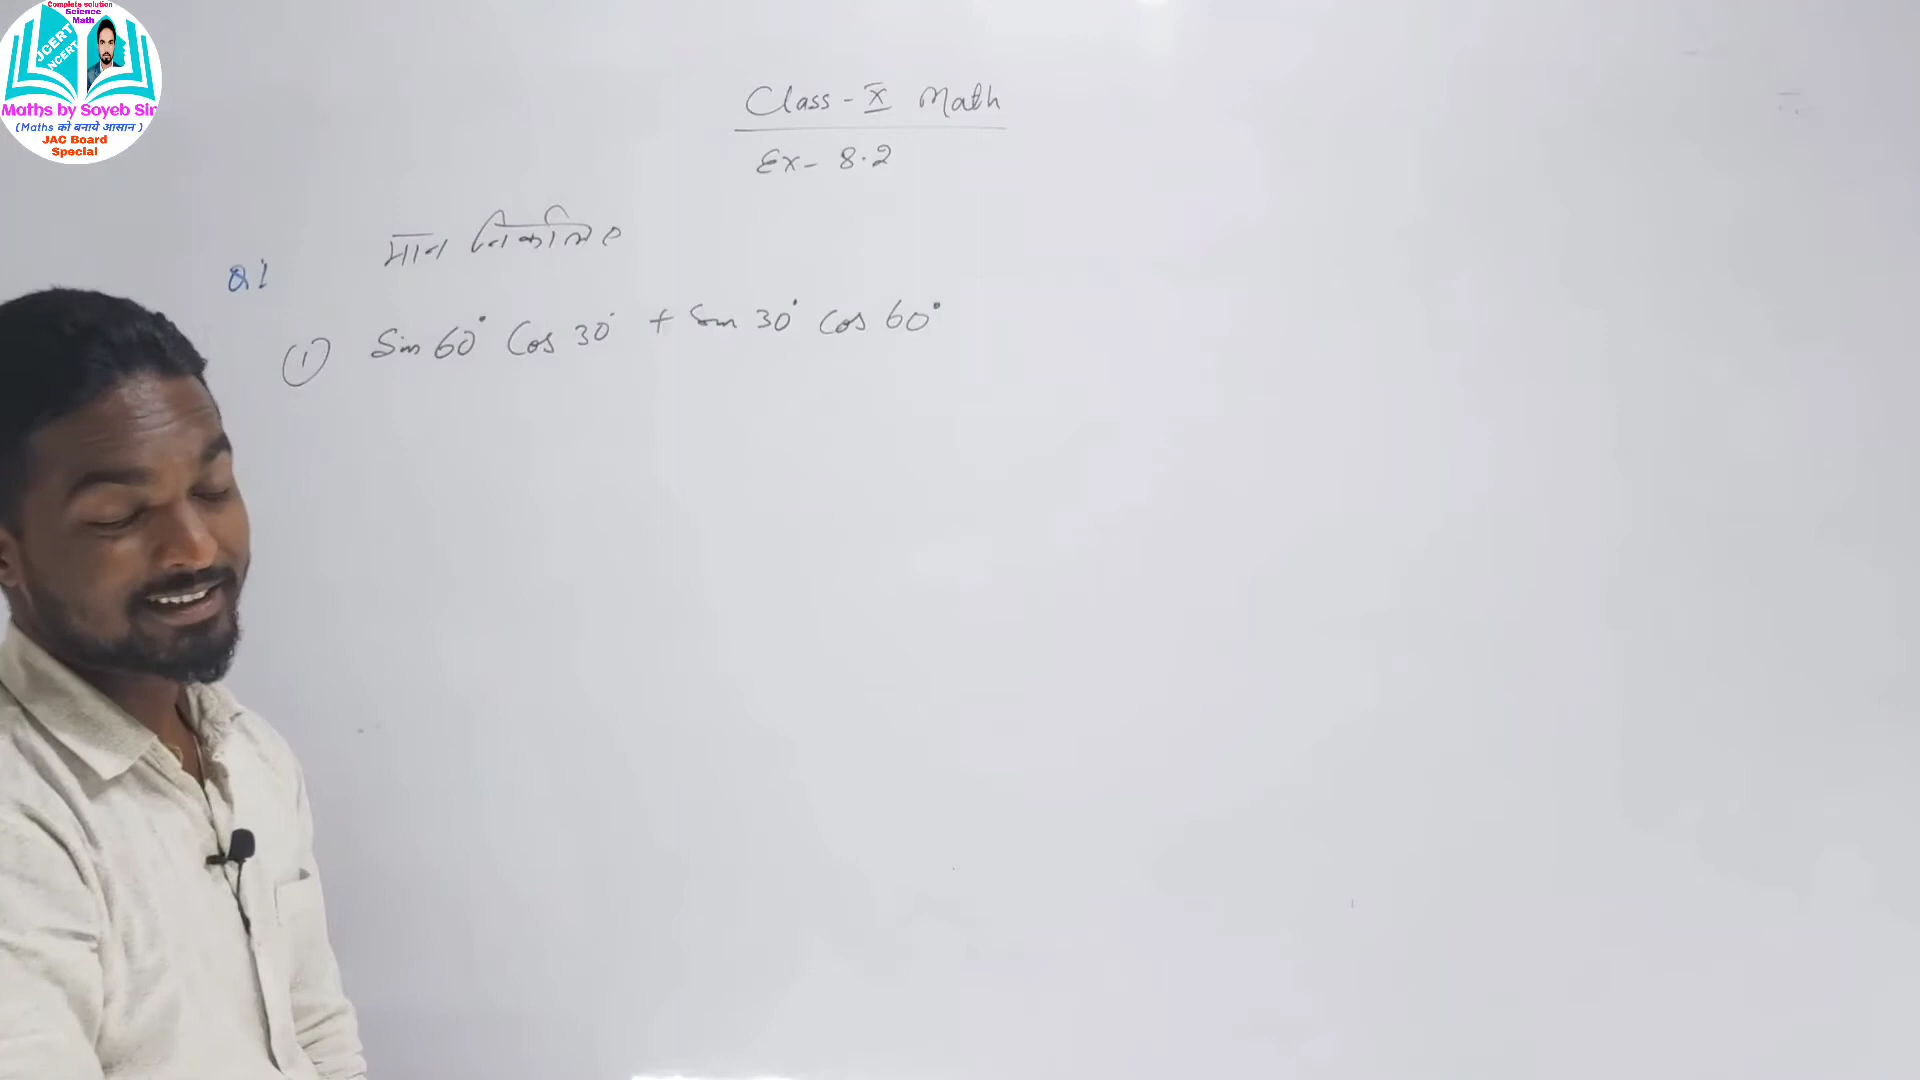 Complete solution
Science
Math
JCERT
NCERT
Maths by Soyeb Sir
(Maths को बनाये आसान )
JAC Board
Special
Class - X Math
Ex - 8.2
मान निकालिए
Q1
(1) Sin 60° Cos 30° + Sin 30° Cos 60°